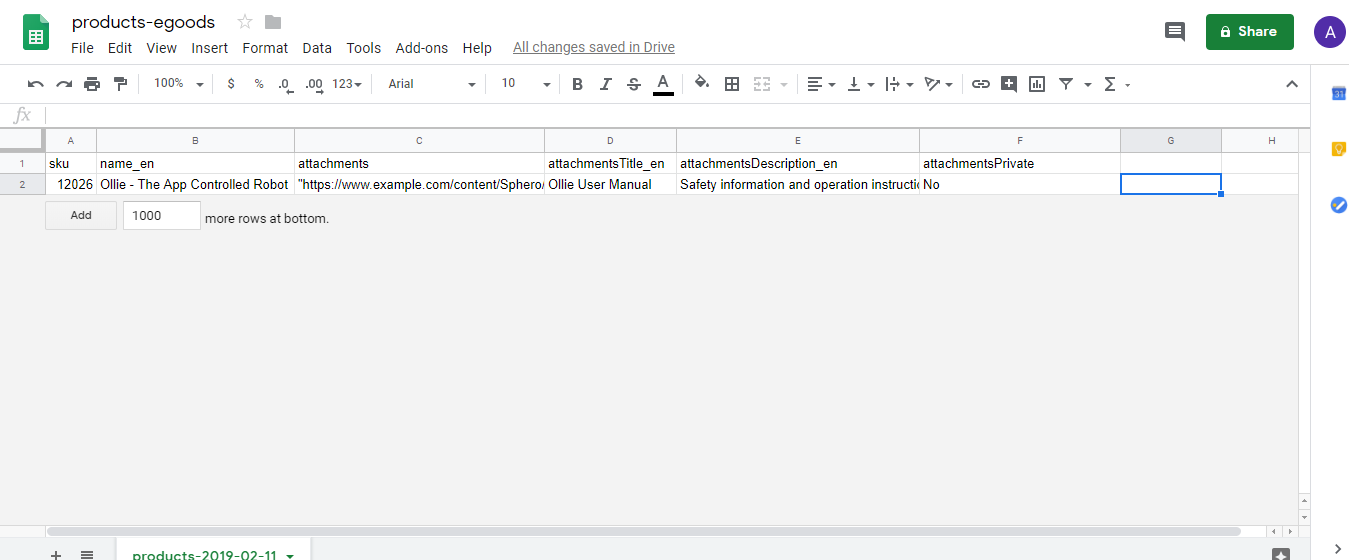 products-egoods
File Edit View Insert Format Data Tools Add-ons Help All changes saved in Drive
Share A
100% $ % .0 .00 123 Arial 10 B I S A Σ
31
fx
A B C D E F G H
1 sku name_en attachments attachmentsTitle_en attachmentsDescription_en attachmentsPrivate
2 12026 Ollie - The App Controlled Robot "https://www.example.com/content/Sphero/ Ollie User Manual Safety information and operation instructi No
Add 1000 more rows at bottom.
products-2019-02-11